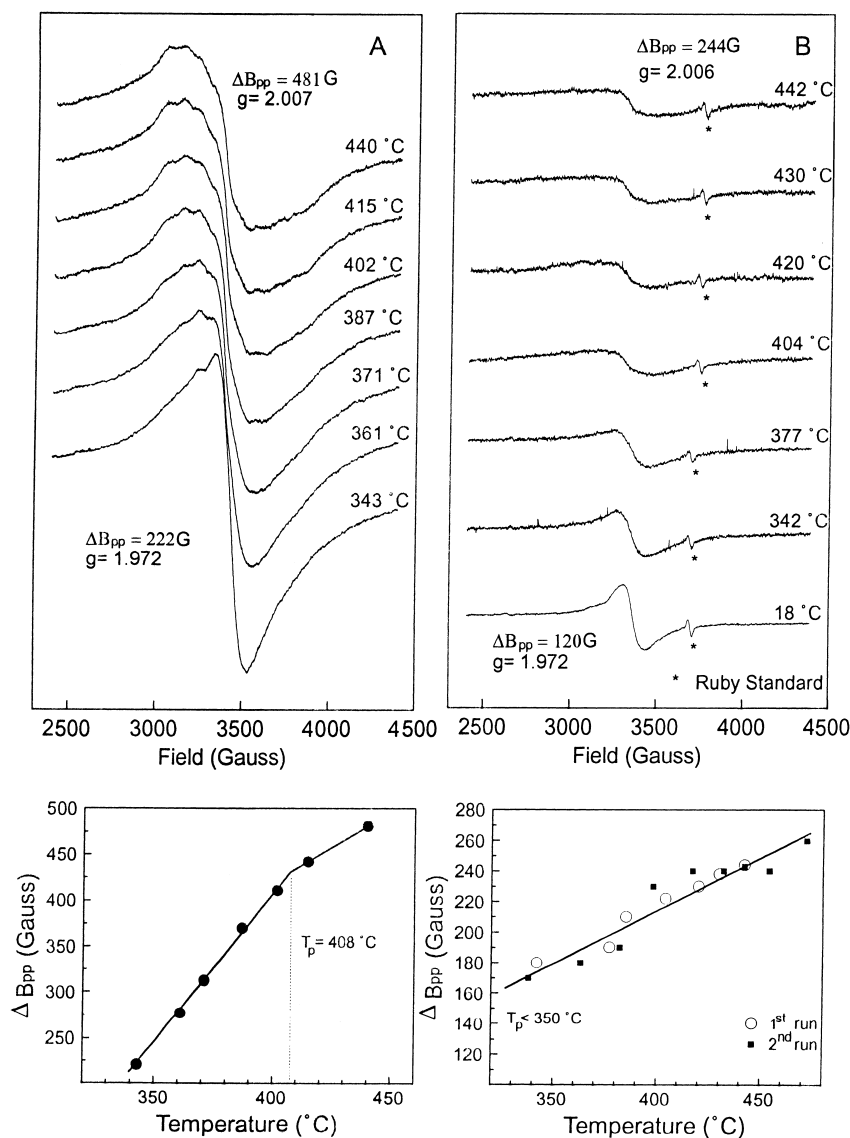 A
ΔBpp = 481G
g= 2.007
440 °C
415 °C
402 °C
387 °C
371 °C
361 °C
343 °C
ΔBpp = 222G
g= 1.972
2500 3000 3500 4000 4500
Field (Gauss)
B
ΔBpp = 244G
g= 2.006
442 °C
*
430 °C
*
420 °C
*
404 °C
*
377 °C
*
342 °C
*
18 °C
*
ΔBpp = 120G
g= 1.972
* Ruby Standard
2500 3000 3500 4000 4500
Field (Gauss)
500
450
400
350
300
250
Δ Bpp (Gauss)
Tp= 408 °C
350 400 450
Temperature (°C)
280
260
240
220
200
180
160
140
120
100
Δ Bpp (Gauss)
Tp< 350 °C
1st run
2nd run
350 400 450
Temperature (°C)